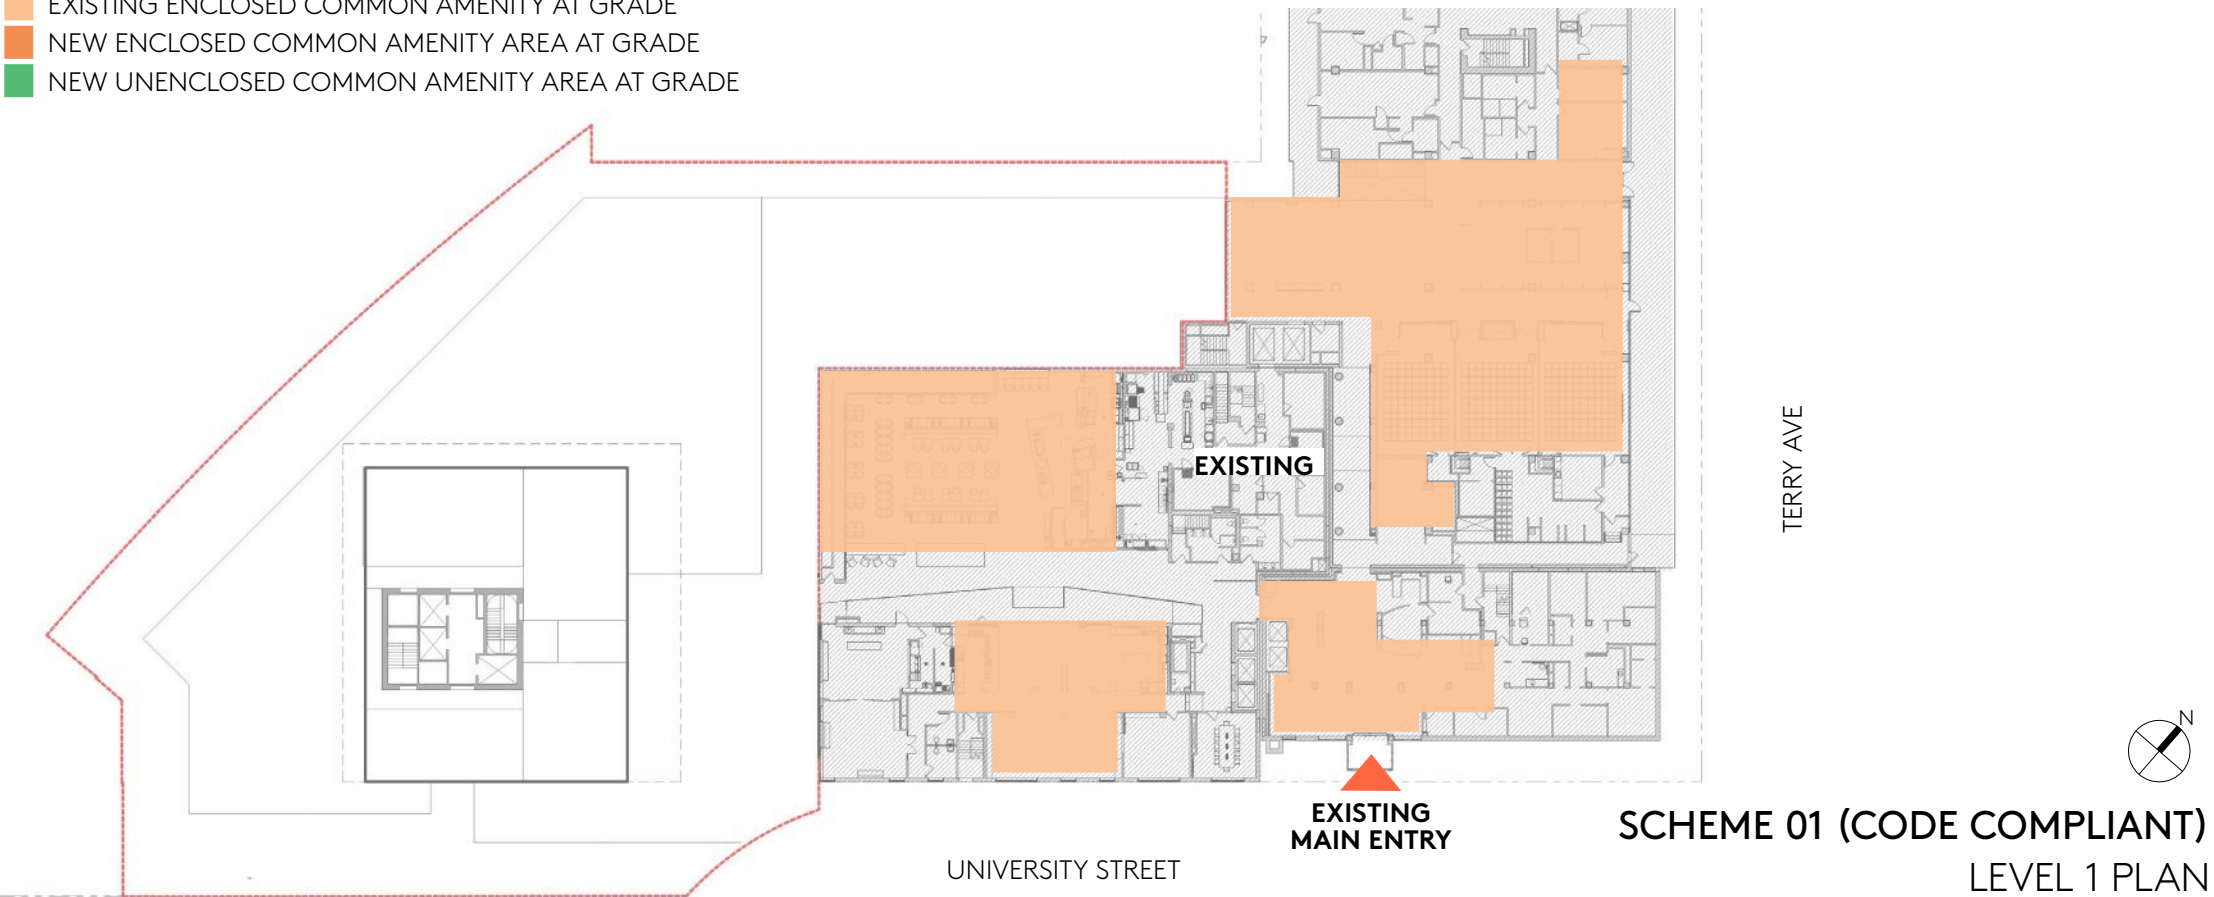 EXISTING ENCLOSED COMMON AMENITY AT GRADE
NEW ENCLOSED COMMON AMENITY AREA AT GRADE
NEW UNENCLOSED COMMON AMENITY AREA AT GRADE
EXISTING
TERRY AVE
EXISTING
MAIN ENTRY
UNIVERSITY STREET
N
SCHEME 01 (CODE COMPLIANT)
LEVEL 1 PLAN